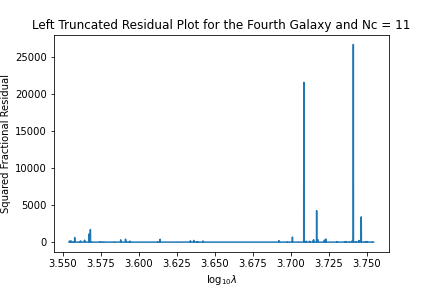 Left Truncated Residual Plot for the Fourth Galaxy and Nc = 11
Squared Fractional Residual
25000
20000
15000
10000
5000
0
3.550 3.575 3.600 3.625 3.650 3.675 3.700 3.725 3.750
log₁₀λ